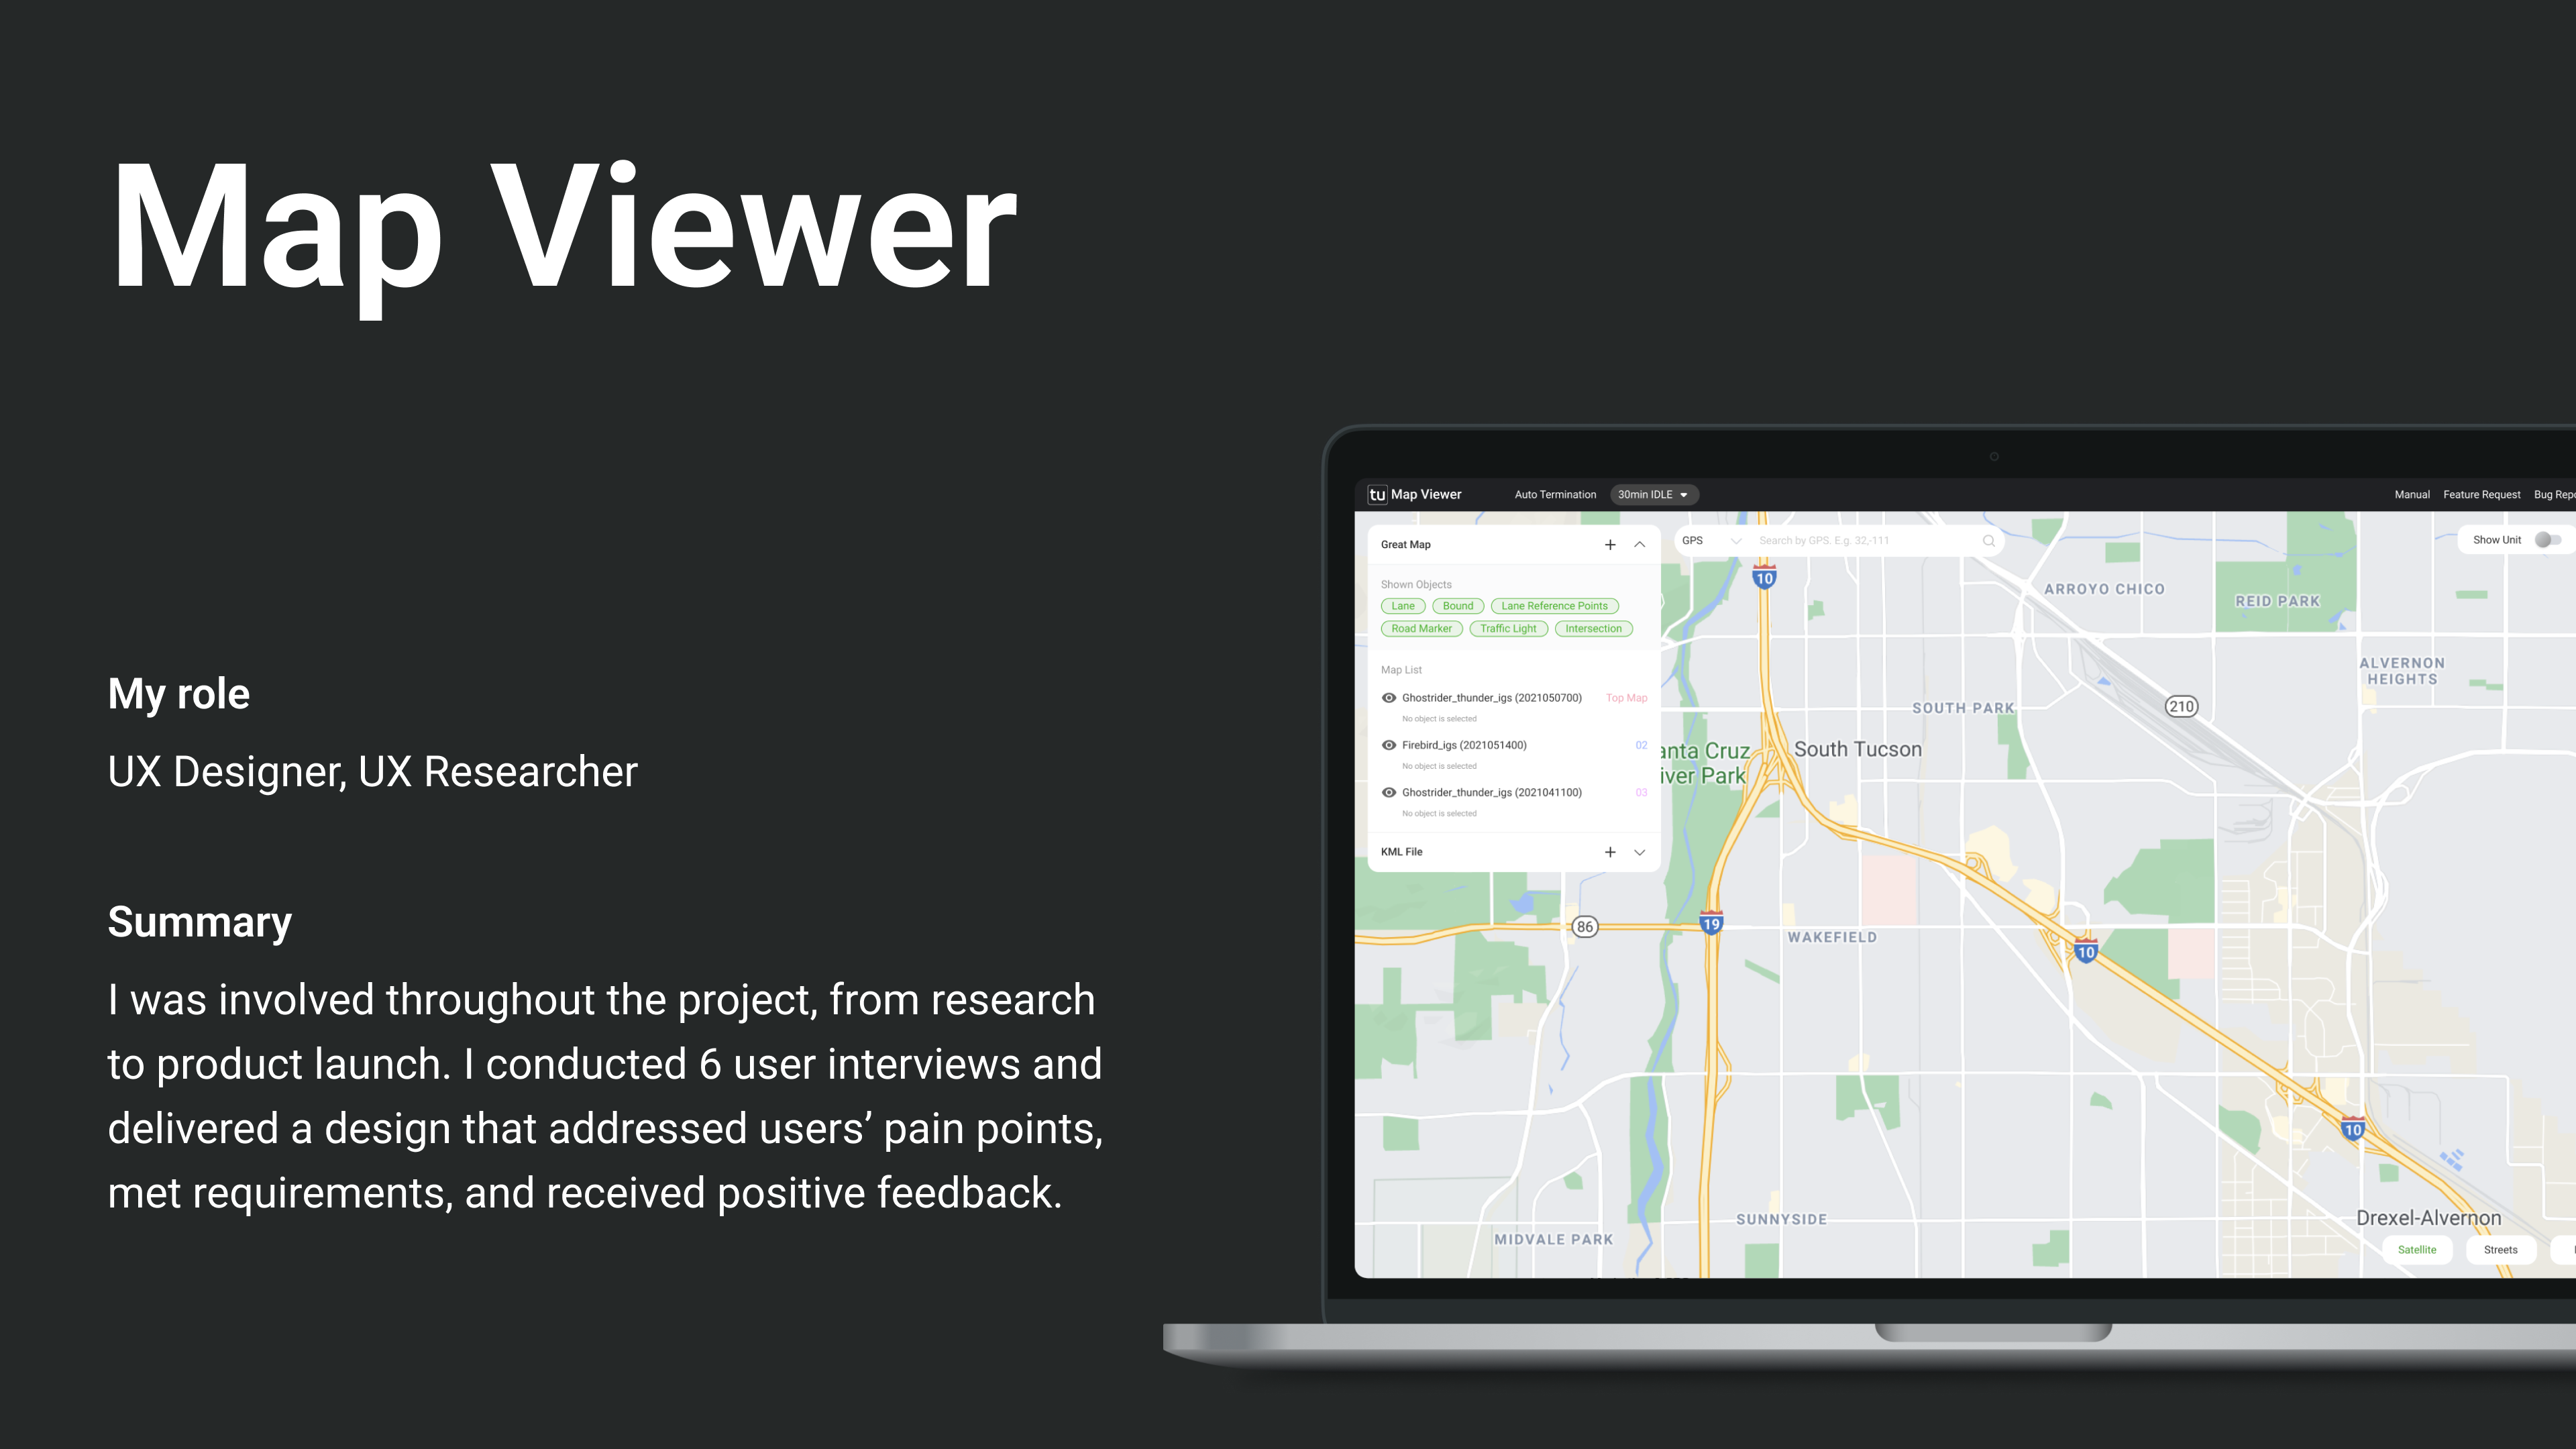 Map Viewer
My role
UX Designer, UX Researcher
Summary
I was involved throughout the project, from research
to product launch. I conducted 6 user interviews and
delivered a design that addressed users’ pain points,
met requirements, and received positive feedback.
tu Map Viewer
Auto Termination
30min IDLE
Manual
Feature Request
Bug Repo
Great Map
GPS
Search by GPS. E.g. 32,-111
Show Unit
Shown Objects
Lane
Bound
Lane Reference Points
Road Marker
Traffic Light
Intersection
Map List
Ghostrider_thunder_igs (2021050700)
Top Map
No object is selected
Firebird_igs (2021051400)
02
No object is selected
Ghostrider_thunder_igs (2021041100)
03
No object is selected
KML File
10
ARROYO CHICO
REID PARK
ALVERNON
HEIGHTS
SOUTH PARK
210
anta Cruz
iver Park
South Tucson
86
19
WAKEFIELD
10
10
SUNNYSIDE
MIDVALE PARK
Drexel-Alvernon
Satellite
Streets